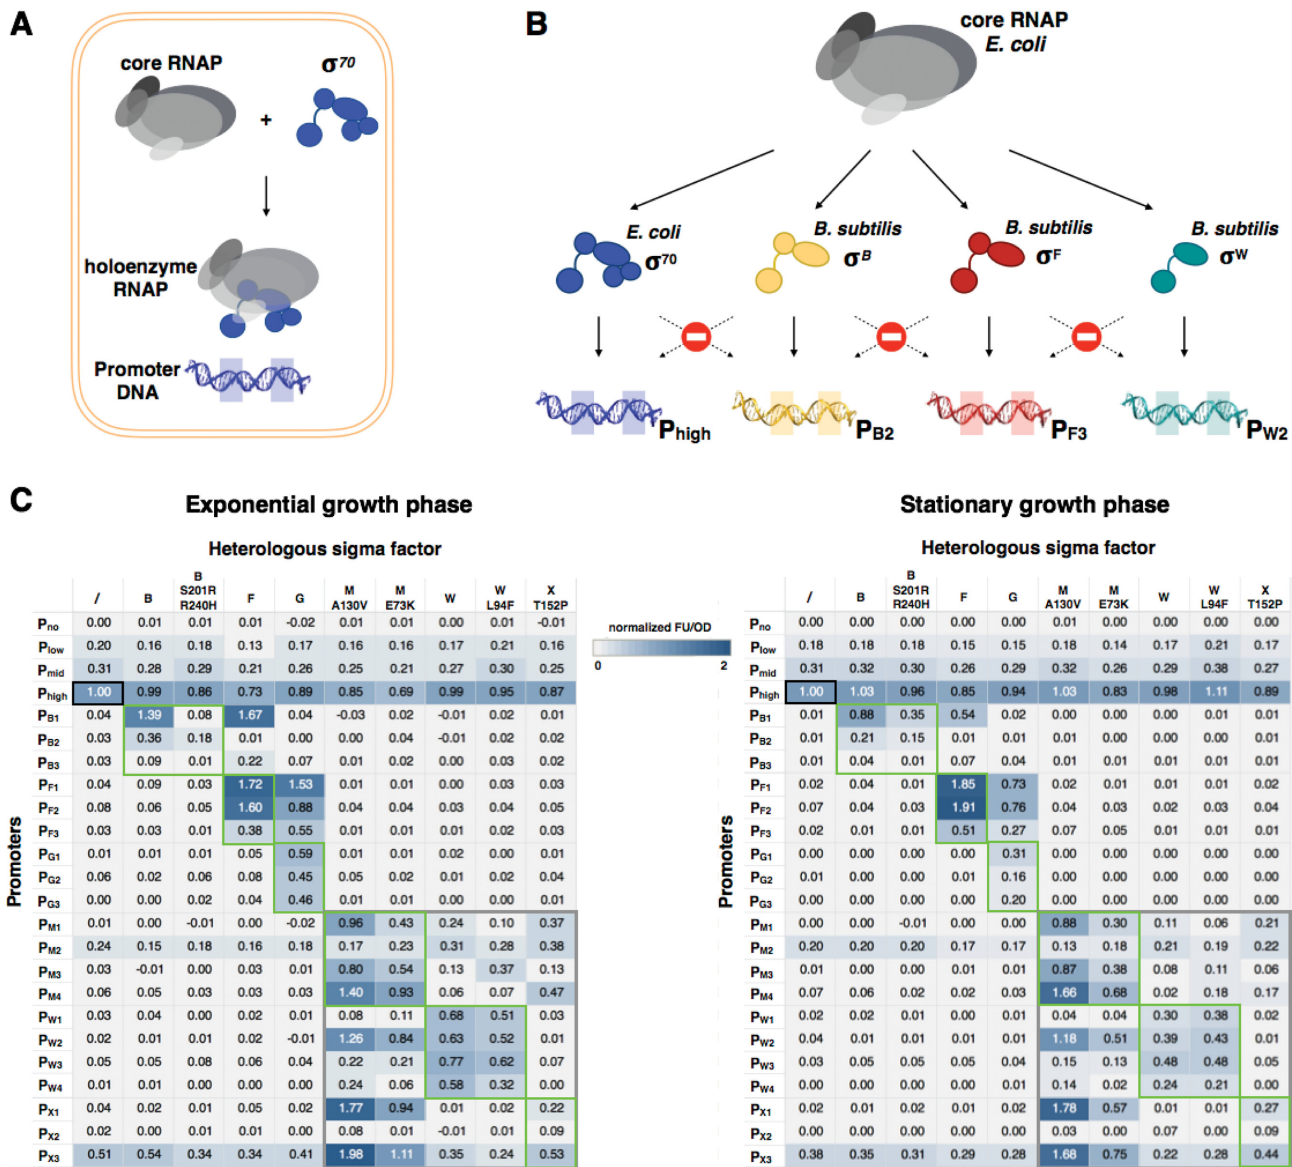 A
core RNAP
σ70
+
holoenzyme
RNAP
Promoter
DNA
B
core RNAP
E. coli
E. coli
σ70
B. subtilis
σB
B. subtilis
σF
B. subtilis
σW
Phigh
PB2
PF3
PW2
C
Exponential growth phase
Heterologous sigma factor
/ B B S201R R240H F G M A130V M E73K W W L94F X T152P
Promoters
Pno 0.00 0.01 0.01 0.01 -0.02 0.01 0.01 0.00 0.01 -0.01
Plow 0.20 0.16 0.18 0.13 0.17 0.16 0.16 0.17 0.21 0.16
Pmid 0.31 0.28 0.29 0.21 0.26 0.25 0.21 0.27 0.30 0.25
Phigh 1.00 0.99 0.86 0.73 0.89 0.85 0.69 0.99 0.95 0.87
PB1 0.04 1.39 0.08 1.67 0.04 -0.03 0.02 -0.01 0.02 0.01
PB2 0.03 0.36 0.18 0.01 0.00 0.00 0.04 -0.01 0.02 0.02
PB3 0.03 0.09 0.01 0.22 0.07 0.01 0.02 0.00 0.03 0.02
PF1 0.04 0.09 0.03 1.72 1.53 0.01 0.01 0.00 0.03 0.03
PF2 0.08 0.06 0.05 1.60 0.88 0.04 0.04 0.03 0.04 0.05
PF3 0.03 0.03 0.01 0.38 0.55 0.01 0.01 0.01 0.02 0.03
PG1 0.01 0.01 0.01 0.05 0.59 0.01 0.01 0.02 0.00 0.01
PG2 0.06 0.02 0.06 0.08 0.45 0.05 0.02 0.01 0.02 0.04
PG3 0.00 0.00 0.02 0.04 0.46 0.01 0.01 0.00 0.00 0.01
PM1 0.01 0.00 -0.01 0.00 -0.02 0.96 0.43 0.24 0.10 0.37
PM2 0.24 0.15 0.18 0.16 0.18 0.17 0.23 0.31 0.28 0.38
PM3 0.03 -0.01 0.00 0.03 0.01 0.80 0.54 0.13 0.37 0.13
PM4 0.06 0.05 0.03 0.03 0.03 1.40 0.93 0.06 0.07 0.47
PW1 0.03 0.04 0.00 0.02 0.01 0.08 0.11 0.68 0.51 0.03
PW2 0.02 0.01 0.01 0.02 -0.01 1.26 0.84 0.63 0.52 0.01
PW3 0.05 0.05 0.08 0.06 0.04 0.22 0.21 0.77 0.62 0.07
PW4 0.01 0.01 0.00 0.00 0.00 0.24 0.06 0.58 0.32 0.00
PX1 0.04 0.02 0.01 0.05 0.02 1.77 0.94 0.01 0.02 0.22
PX2 0.02 0.00 0.01 0.00 0.00 0.08 0.01 -0.01 0.01 0.09
PX3 0.51 0.54 0.34 0.34 0.41 1.98 1.11 0.35 0.24 0.53
normalized FU/OD
0 2
Stationary growth phase
Heterologous sigma factor
/ B B S201R R240H F G M A130V M E73K W W L94F X T152P
Promoters
Pno 0.00 0.00 0.00 0.00 0.00 0.01 0.00 0.00 0.00 0.00
Plow 0.18 0.18 0.18 0.15 0.15 0.18 0.14 0.17 0.21 0.17
Pmid 0.31 0.32 0.30 0.26 0.29 0.32 0.26 0.29 0.38 0.27
Phigh 1.00 1.03 0.96 0.85 0.94 1.03 0.83 0.98 1.11 0.89
PB1 0.01 0.88 0.35 0.54 0.02 0.00 0.00 0.00 0.01 0.01
PB2 0.01 0.21 0.15 0.01 0.01 0.00 0.01 0.00 0.01 0.01
PB3 0.01 0.04 0.01 0.07 0.04 0.01 0.01 0.00 0.01 0.01
PF1 0.02 0.04 0.01 1.85 0.73 0.02 0.01 0.01 0.01 0.01
PF2 0.07 0.04 0.03 1.91 0.76 0.04 0.03 0.02 0.03 0.04
PF3 0.02 0.01 0.01 0.51 0.27 0.07 0.05 0.01 0.01 0.01
PG1 0.00 0.00 0.00 0.00 0.31 0.00 0.00 0.00 0.00 0.00
PG2 0.01 0.00 0.00 0.01 0.16 0.00 0.00 0.00 0.00 0.00
PG3 0.00 0.00 0.00 0.00 0.20 0.00 0.00 0.00 0.00 0.00
PM1 0.00 0.00 -0.01 0.00 0.00 0.88 0.30 0.11 0.06 0.21
PM2 0.20 0.20 0.20 0.17 0.17 0.13 0.18 0.21 0.19 0.22
PM3 0.01 0.00 0.00 0.01 0.01 0.87 0.38 0.08 0.11 0.06
PM4 0.07 0.06 0.02 0.02 0.03 1.66 0.68 0.02 0.18 0.17
PW1 0.02 0.02 0.01 0.00 0.00 0.04 0.04 0.30 0.38 0.02
PW2 0.04 0.01 0.01 0.01 0.00 1.18 0.51 0.39 0.43 0.01
PW3 0.03 0.05 0.05 0.05 0.04 0.15 0.13 0.48 0.48 0.05
PW4 0.00 0.00 0.00 0.00 0.01 0.14 0.02 0.24 0.21 0.00
PX1 0.02 0.02 0.01 0.01 0.02 1.78 0.57 0.01 0.01 0.27
PX2 0.00 0.00 0.00 0.00 0.00 0.03 0.00 0.07 0.00 0.09
PX3 0.38 0.35 0.31 0.29 0.28 1.68 0.75 0.22 0.28 0.44